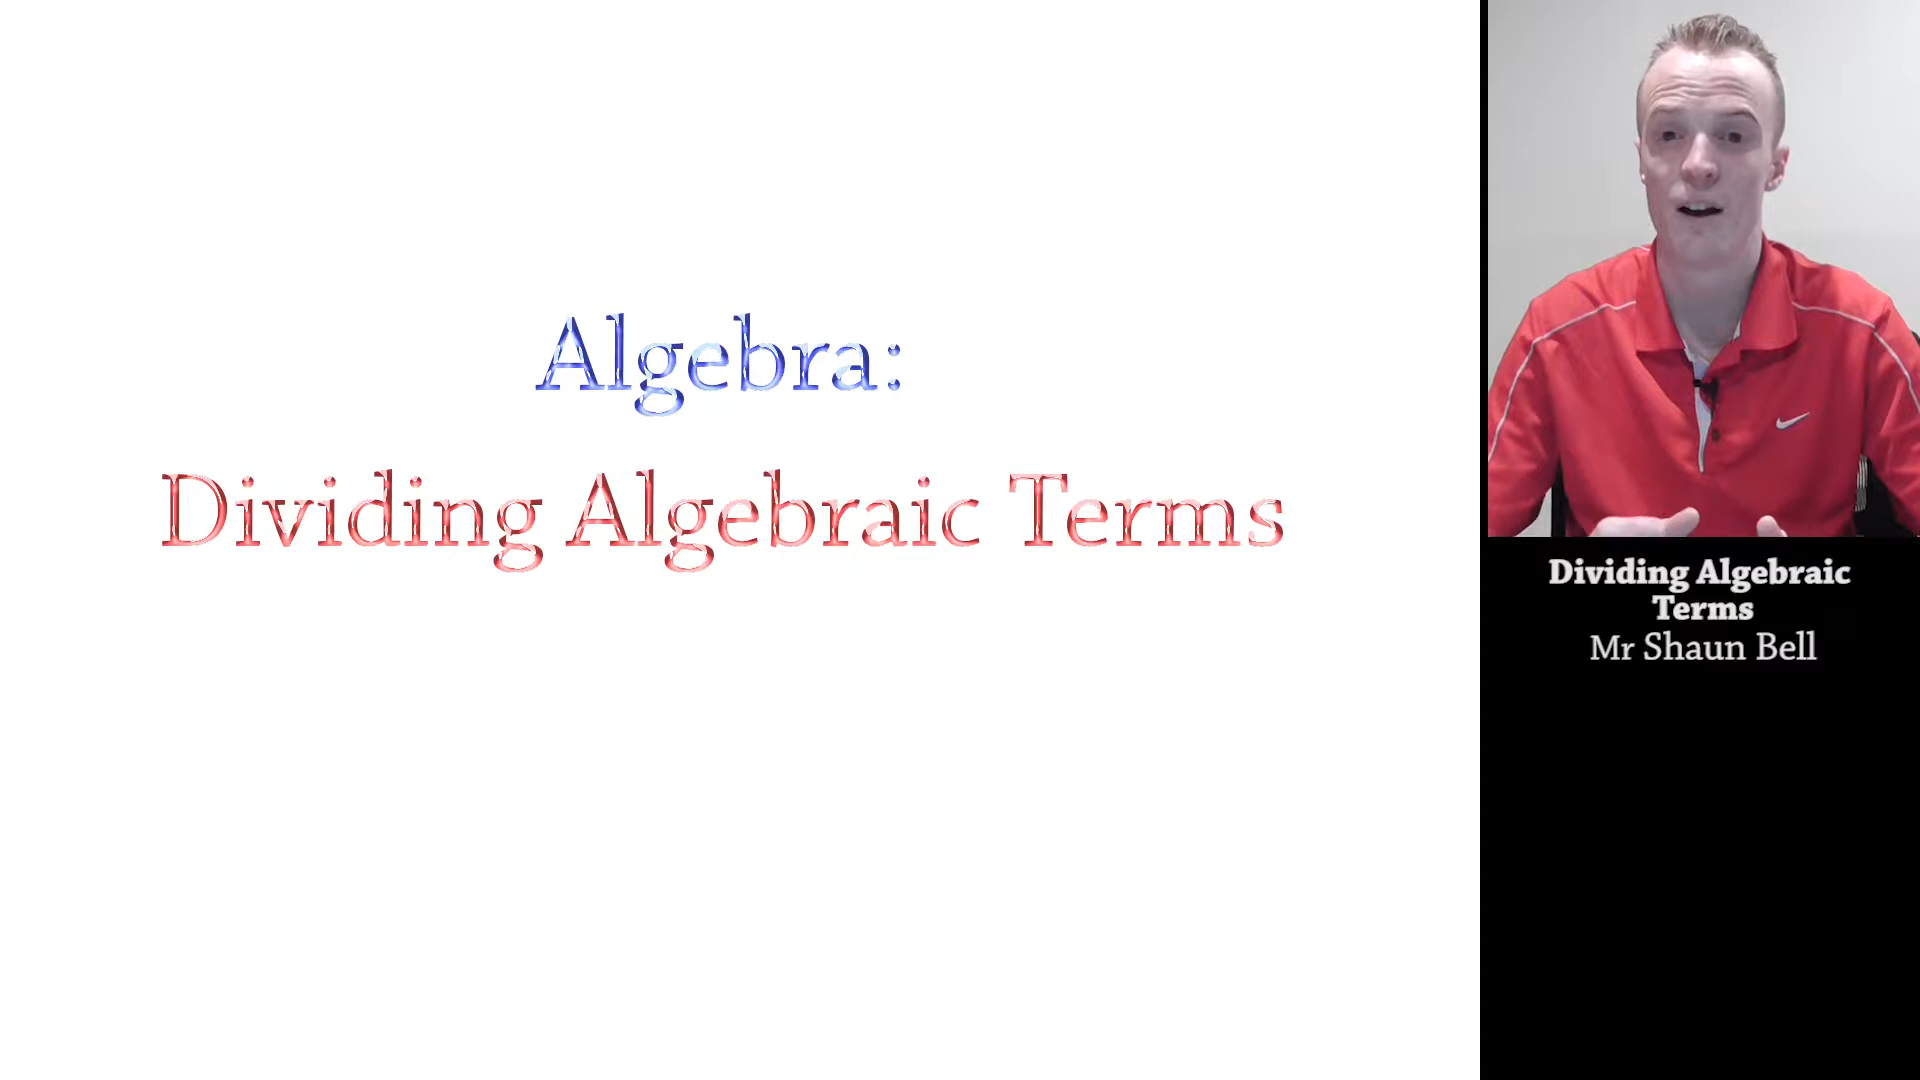 Algebra:
Dividing Algebraic Terms
Dividing Algebraic
Terms
Mr Shaun Bell